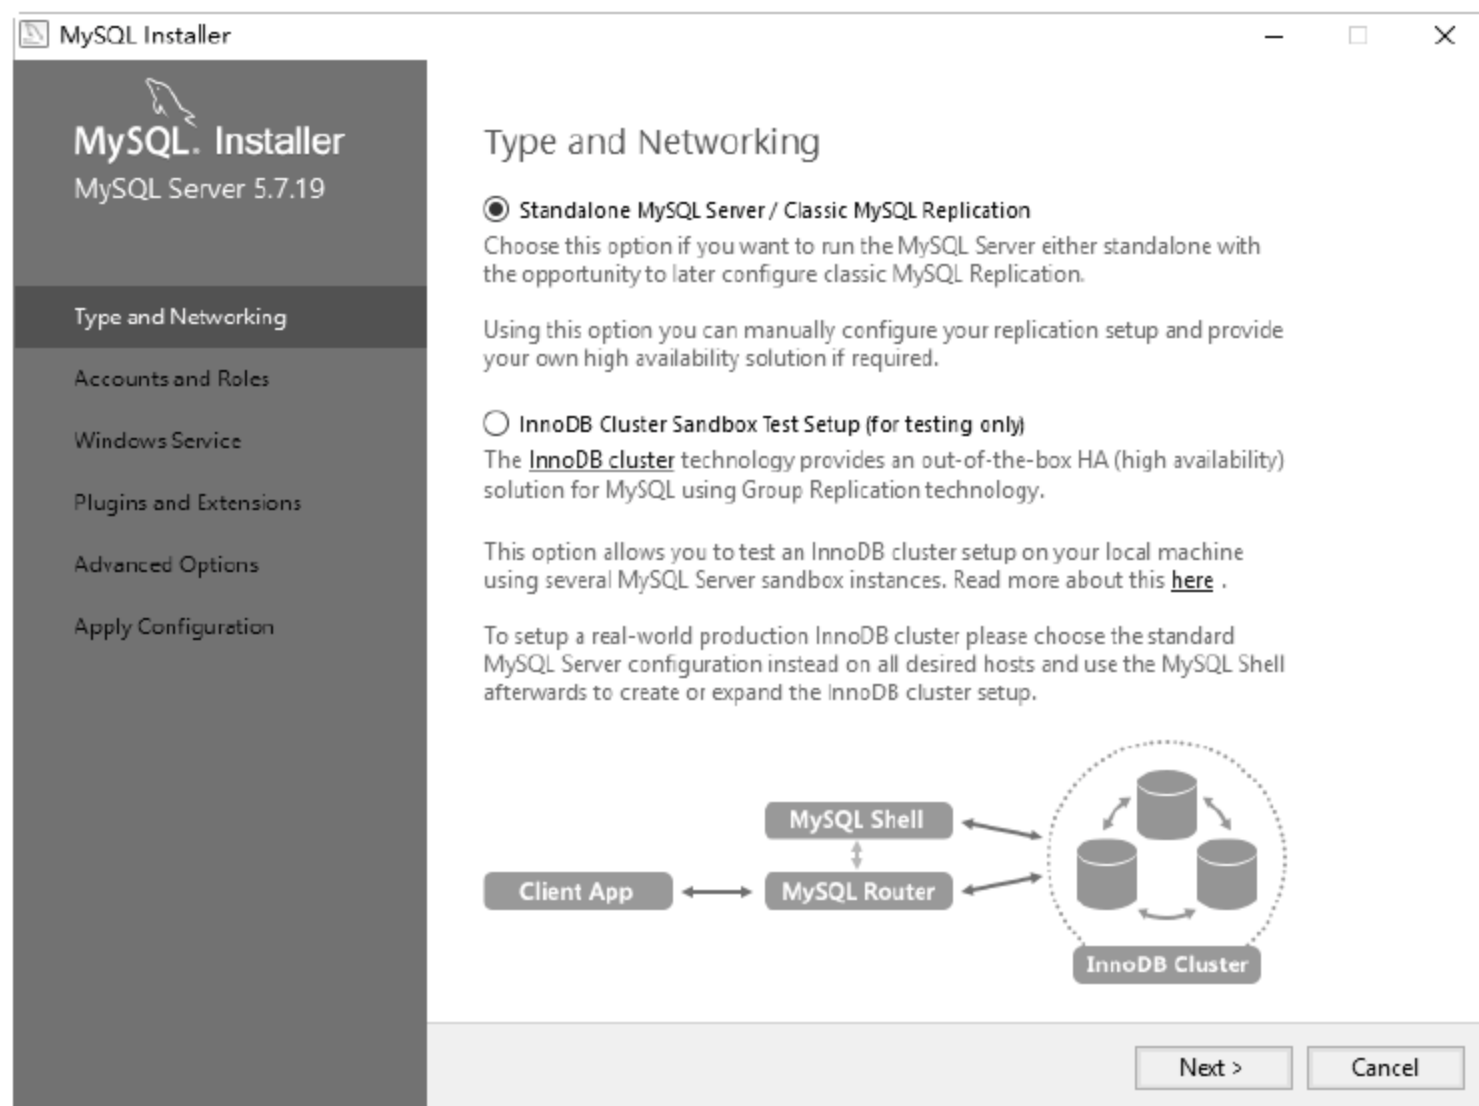 MySQL Installer
MySQL. Installer
MySQL Server 5.7.19
Type and Networking
Accounts and Roles
Windows Service
Plugins and Extensions
Advanced Options
Apply Configuration
Type and Networking
Standalone MySQL Server / Classic MySQL Replication
Choose this option if you want to run the MySQL Server either standalone with
the opportunity to later configure classic MySQL Replication.
Using this option you can manually configure your replication setup and provide
your own high availability solution if required.
InnoDB Cluster Sandbox Test Setup (for testing only)
The InnoDB cluster technology provides an out-of-the-box HA (high availability)
solution for MySQL using Group Replication technology.
This option allows you to test an InnoDB cluster setup on your local machine
using several MySQL Server sandbox instances. Read more about this here .
To setup a real-world production InnoDB cluster please choose the standard
MySQL Server configuration instead on all desired hosts and use the MySQL Shell
afterwards to create or expand the InnoDB cluster setup.
MySQL Shell
Client App
MySQL Router
InnoDB Cluster
Next >
Cancel